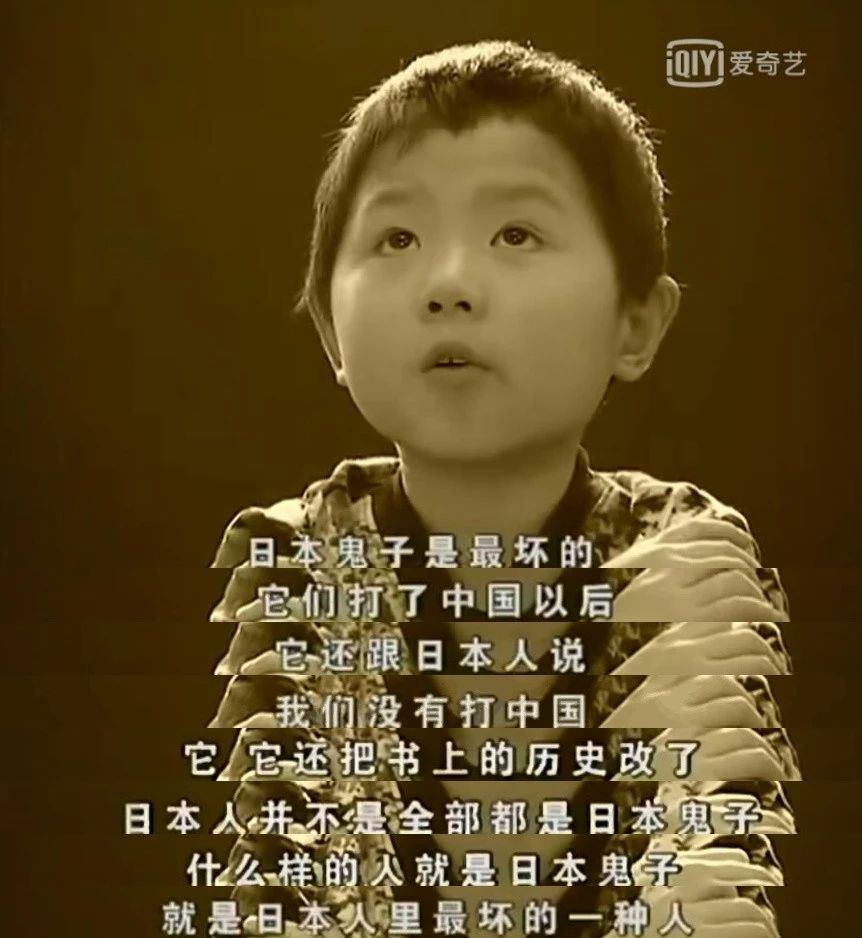 iQIYI 爱奇艺
日本鬼子是最坏的
它们打了中国以后
它还跟日本人说
我们没有打中国
它 它还把书上的历史改了
日本人并不是全部都是日本鬼子
什么样的人就是日本鬼子
就是日本人里最坏的一种人